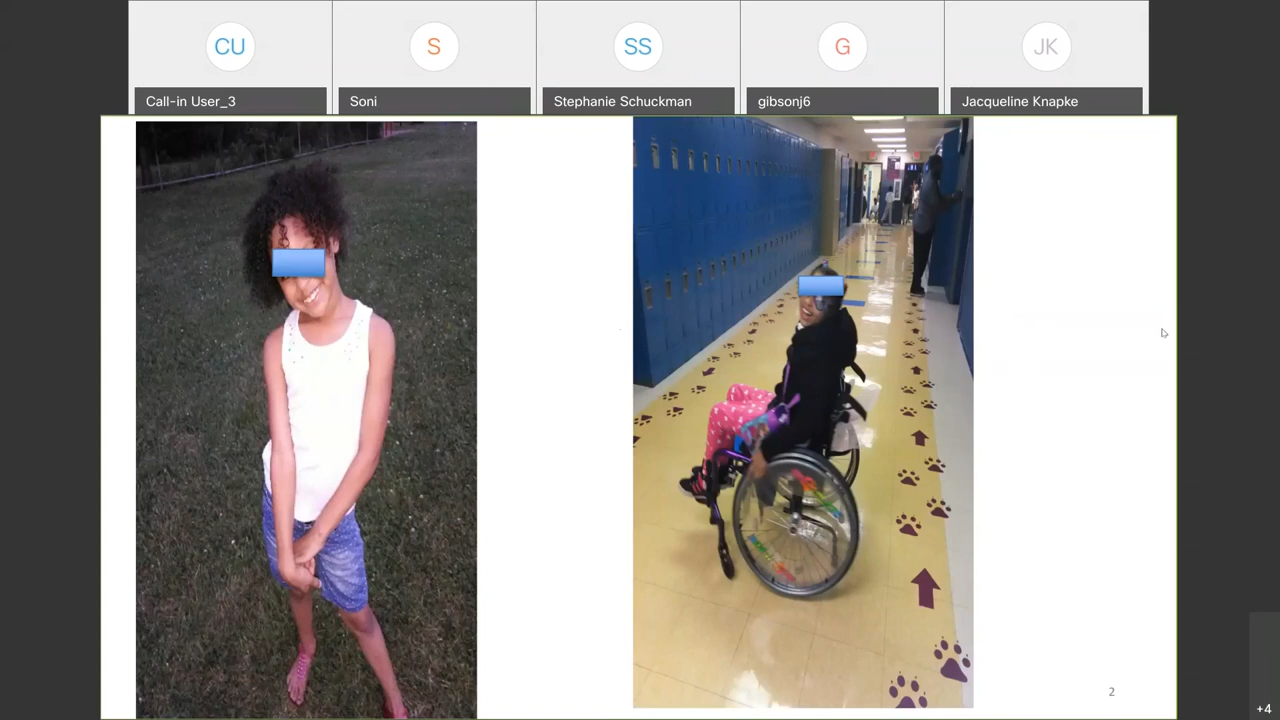 CU
S
SS
G
JK
Call-in User_3
Soni
Stephanie Schuckman
gibsonj6
Jacqueline Knapke
2
+4